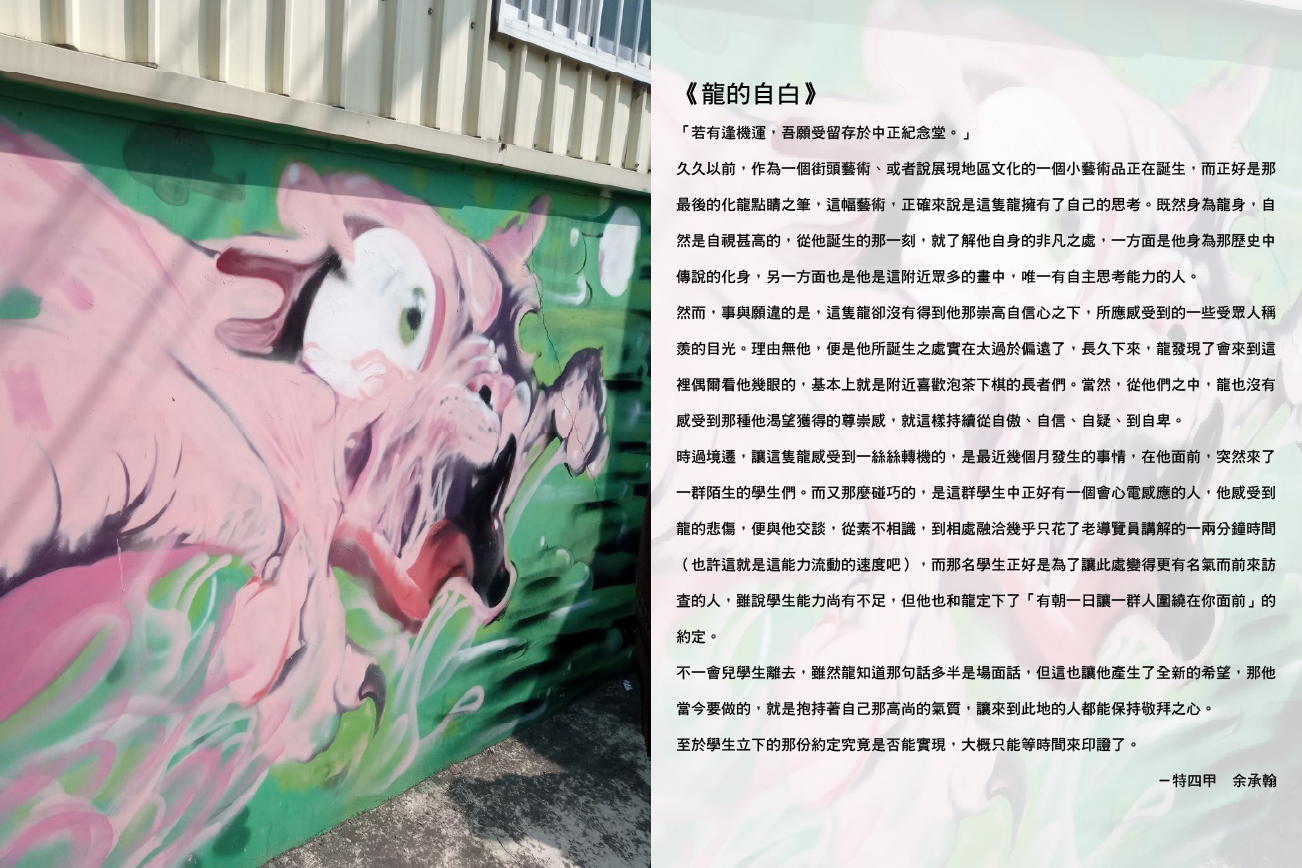 《龍的自白》
「若有逢機運，吾願受留存於中正紀念堂。」
久久以前，作為一個街頭藝術、或者說展現地區文化的一個小藝術品正在誕生，而正好是那
最後的化龍點睛之筆，這幅藝術，正確來說是這隻龍擁有了自己的思考。既然身為龍身，自
然是自視甚高的，從他誕生的那一刻，就了解他自身的非凡之處，一方面是他身為那歷史中
傳說的化身，另一方面也是他是這附近眾多的畫中，唯一有自主思考能力的人。
然而，事與願違的是，這隻龍卻沒有得到他那崇高自信心之下，所應感受到的一些受眾人稱
羨的目光。理由無他，便是他所誕生之處實在太過於偏遠了，長久下來，龍發現了會來到這
裡偶爾看他幾眼的，基本上就是附近喜歡泡茶下棋的長者們。當然，從他們之中，龍也沒有
感受到那種他渴望獲得的尊崇感，就這樣持續從自傲、自信、自疑、到自卑。
時過境遷，讓這隻龍感受到一絲絲轉機的，是最近幾個月發生的事情，在他面前，突然來了
一群陌生的學生們。而又那麼碰巧的，是這群學生中正好有一個會心電感應的人，他感受到
龍的悲傷，便與他交談，從素不相識，到相處融洽幾乎只花了老導覽員講解的一兩分鐘時間
（也許這就是這能力流動的速度吧），而那名學生正好是為了讓此處變得更有名氣而前來訪
查的人，雖說學生能力尚有不足，但他也和龍定下了「有朝一日讓一群人圍繞在你面前」的
約定。
不一會兒學生離去，雖然龍知道那句話多半是場面話，但這也讓他產生了全新的希望，那他
當今要做的，就是抱持著自己那高尚的氣質，讓來到此地的人都能保持敬拜之心。
至於學生立下的那份約定究竟是否能實現，大概只能等時間來印證了。
－特四甲　余承翰